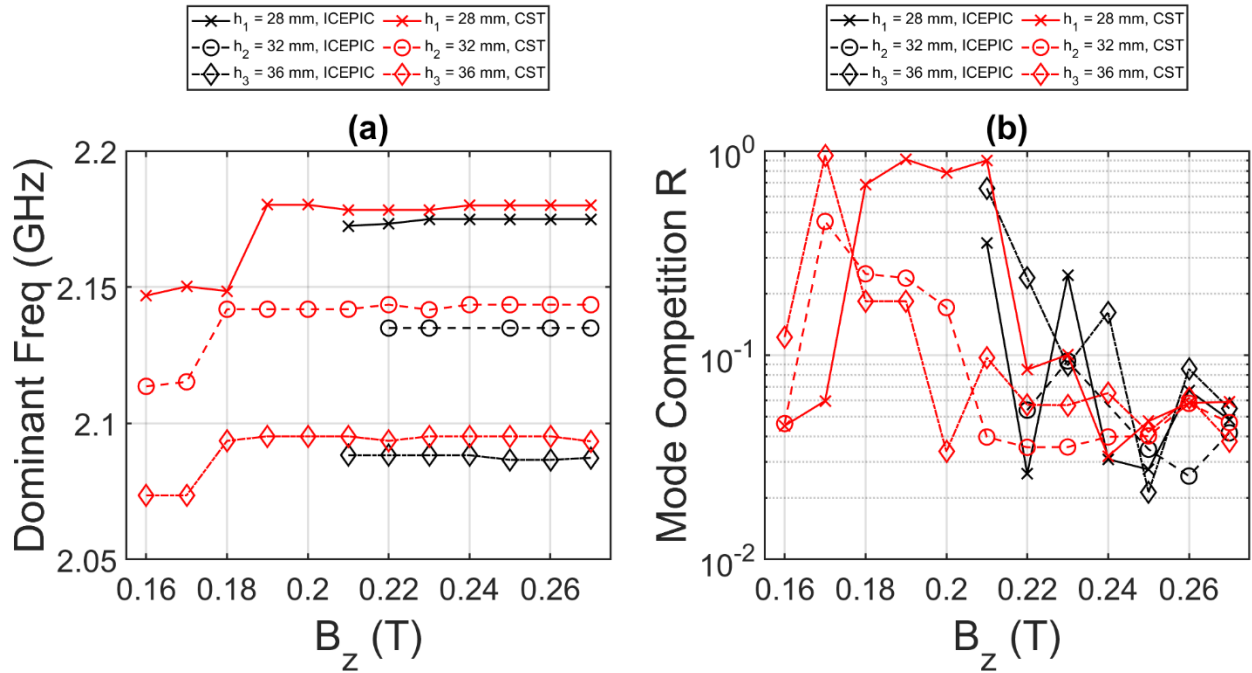 h₁ = 28 mm, ICEPIC h₁ = 28 mm, CST
h₂ = 32 mm, ICEPIC h₂ = 32 mm, CST
h₃ = 36 mm, ICEPIC h₃ = 36 mm, CST
(a)
Dominant Freq (GHz)
2.2
2.15
2.1
2.05
0.16 0.18 0.2 0.22 0.24 0.26
B_z (T)
h₁ = 28 mm, ICEPIC h₁ = 28 mm, CST
h₂ = 32 mm, ICEPIC h₂ = 32 mm, CST
h₃ = 36 mm, ICEPIC h₃ = 36 mm, CST
(b)
Mode Competition R
10⁰
10⁻¹
10⁻²
0.16 0.18 0.2 0.22 0.24 0.26
B_z (T)